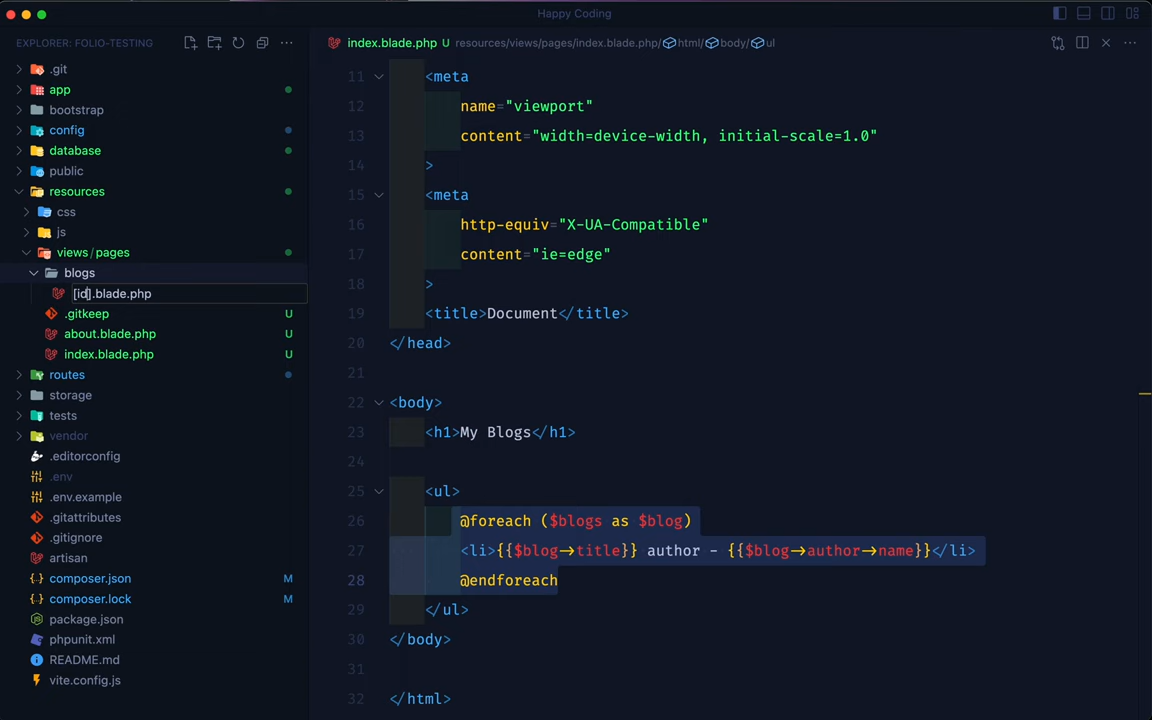 Happy Coding
EXPLORER: FOLIO-TESTING
.git
app
bootstrap
config
database
public
resources
css
js
views / pages
blogs
[id].blade.php
.gitkeep U
about.blade.php U
index.blade.php U
routes
storage
tests
vendor
.editorconfig
.env
.env.example
.gitattributes
.gitignore
artisan
composer.json M
composer.lock M
package.json
phpunit.xml
README.md
vite.config.js
index.blade.php U resources/views/pages/index.blade.php/html/body/ul
11 <meta
12 name="viewport"
13 content="width=device-width, initial-scale=1.0"
14 >
15 <meta
16 http-equiv="X-UA-Compatible"
17 content="ie=edge"
18 >
19 <title>Document</title>
20 </head>
21
22 <body>
23 <h1>My Blogs</h1>
24
25 <ul>
26 @foreach ($blogs as $blog)
27 <li>{{$blog->title}} author - {{$blog->author->name}}</li>
28 @endforeach
29 </ul>
30 </body>
31
32 </html>